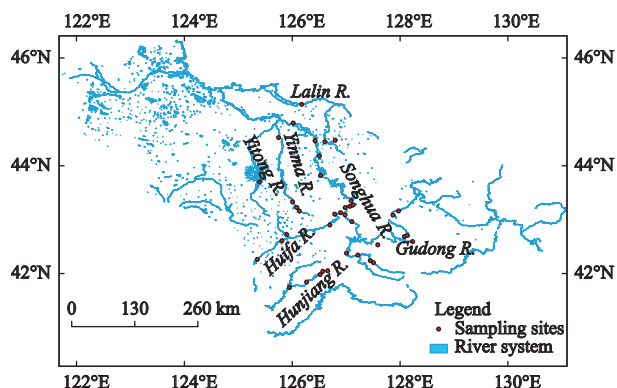 122°E 124°E 126°E 128°E 130°E
46°N 46°N
Lalin R.
Yitong R.
Yinma R.
Songhua R.
44°N 44°N
Huifa R.
Gudong R.
42°N 42°N
Hunjiang R.
0 130 260 km
Legend
Sampling sites
River system
122°E 124°E 126°E 128°E 130°E